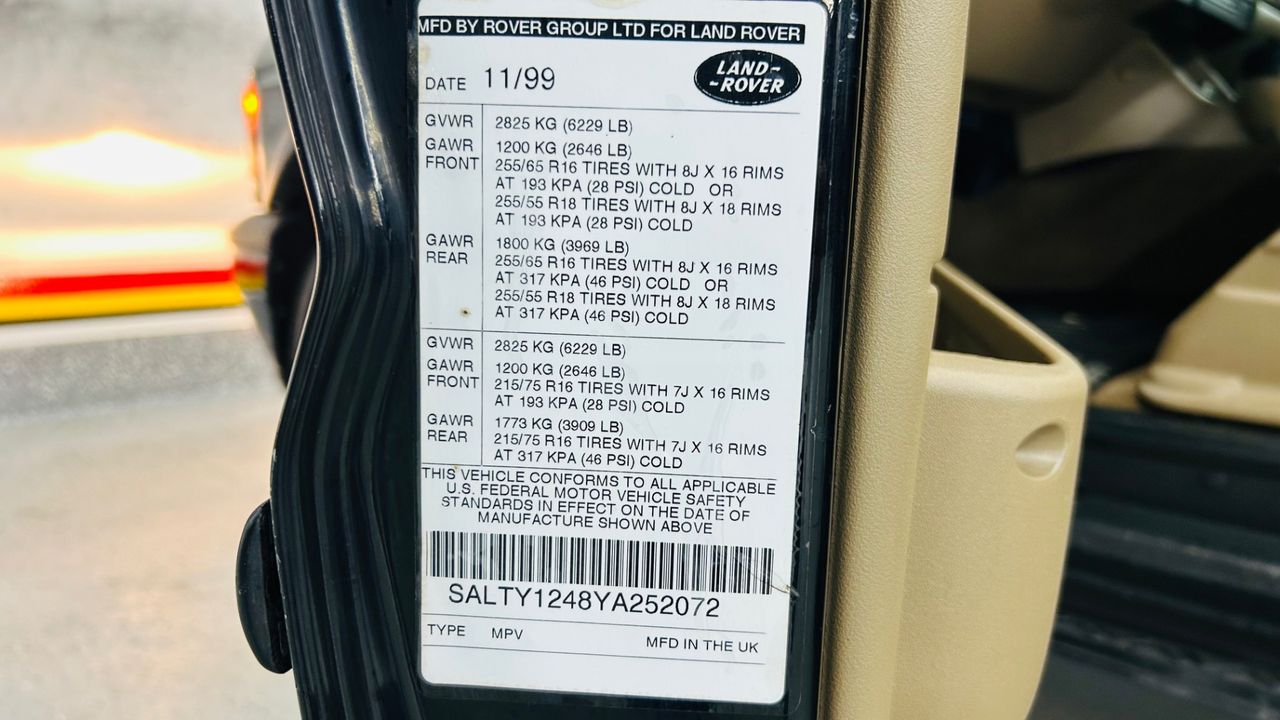 MFD BY ROVER GROUP LTD FOR LAND ROVER
DATE 11/99
LAND-
-ROVER
GVWR 2825 KG (6229 LB)
GAWR 1200 KG (2646 LB)
FRONT 255/65 R16 TIRES WITH 8J X 16 RIMS
AT 193 KPA (28 PSI) COLD OR
255/55 R18 TIRES WITH 8J X 18 RIMS
AT 193 KPA (28 PSI) COLD
GAWR 1800 KG (3969 LB)
REAR 255/65 R16 TIRES WITH 8J X 16 RIMS
AT 317 KPA (46 PSI) COLD OR
255/55 R18 TIRES WITH 8J X 18 RIMS
AT 317 KPA (46 PSI) COLD
GVWR 2825 KG (6229 LB)
GAWR 1200 KG (2646 LB)
FRONT 215/75 R16 TIRES WITH 7J X 16 RIMS
AT 193 KPA (28 PSI) COLD
GAWR 1773 KG (3909 LB)
REAR 215/75 R16 TIRES WITH 7J X 16 RIMS
AT 317 KPA (46 PSI) COLD
THIS VEHICLE CONFORMS TO ALL APPLICABLE
U.S. FEDERAL MOTOR VEHICLE SAFETY
STANDARDS IN EFFECT ON THE DATE OF
MANUFACTURE SHOWN ABOVE
SALTY1248YA252072
TYPE MPV MFD IN THE UK